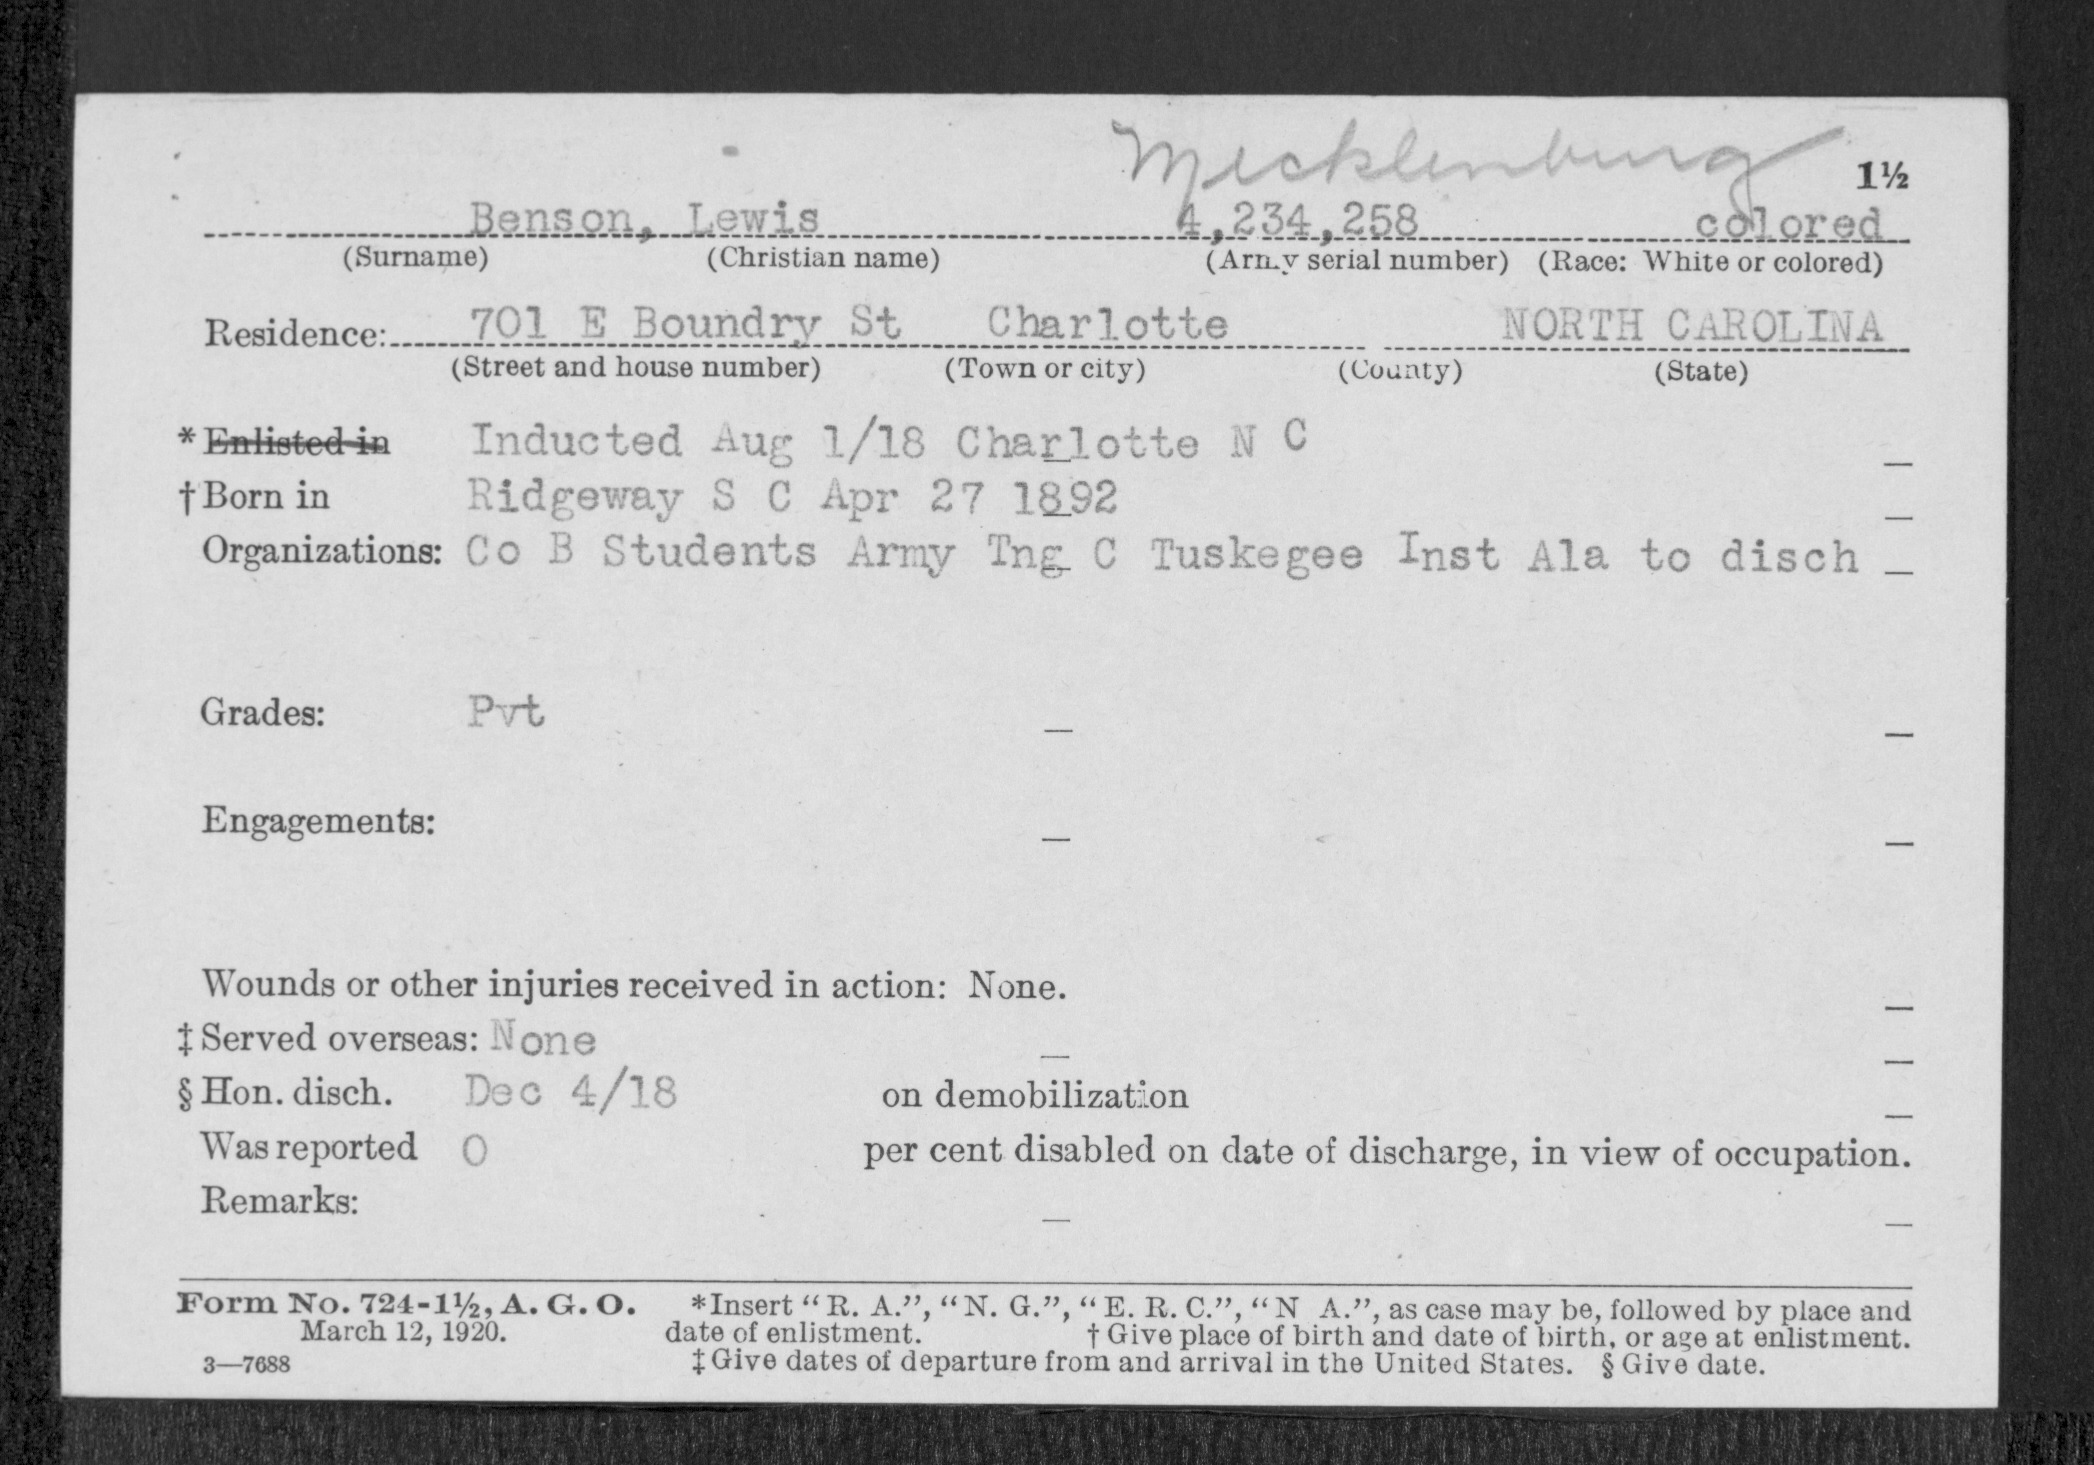 Mecklenburg
1½
Benson, Lewis 4,234,258 colored
(Surname) (Christian name) (Army serial number) (Race: White or colored)
Residence: 701 E Boundry St Charlotte NORTH CAROLINA
(Street and house number) (Town or city) (County) (State)
* Enlisted in Inducted Aug 1/18 Charlotte N C
† Born in Ridgeway S C Apr 27 1892
Organizations: Co B Students Army Tng C Tuskegee Inst Ala to disch
Grades: Pvt
Engagements:
Wounds or other injuries received in action: None.
‡ Served overseas: None
§ Hon. disch. Dec 4/18 on demobilization
Was reported 0 per cent disabled on date of discharge, in view of occupation.
Remarks:
Form No. 724-1½, A. G. O. *Insert "R. A.", "N. G.", "E. R. C.", "N A.", as case may be, followed by place and
March 12, 1920. date of enlistment. † Give place of birth and date of birth, or age at enlistment.
3—7688 ‡ Give dates of departure from and arrival in the United States. § Give date.